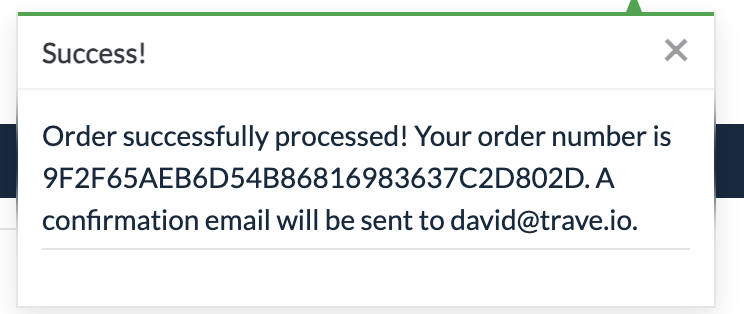 Success!
Order successfully processed! Your order number is
9F2F65AEB6D54B86816983637C2D802D. A
confirmation email will be sent to david@trave.io.